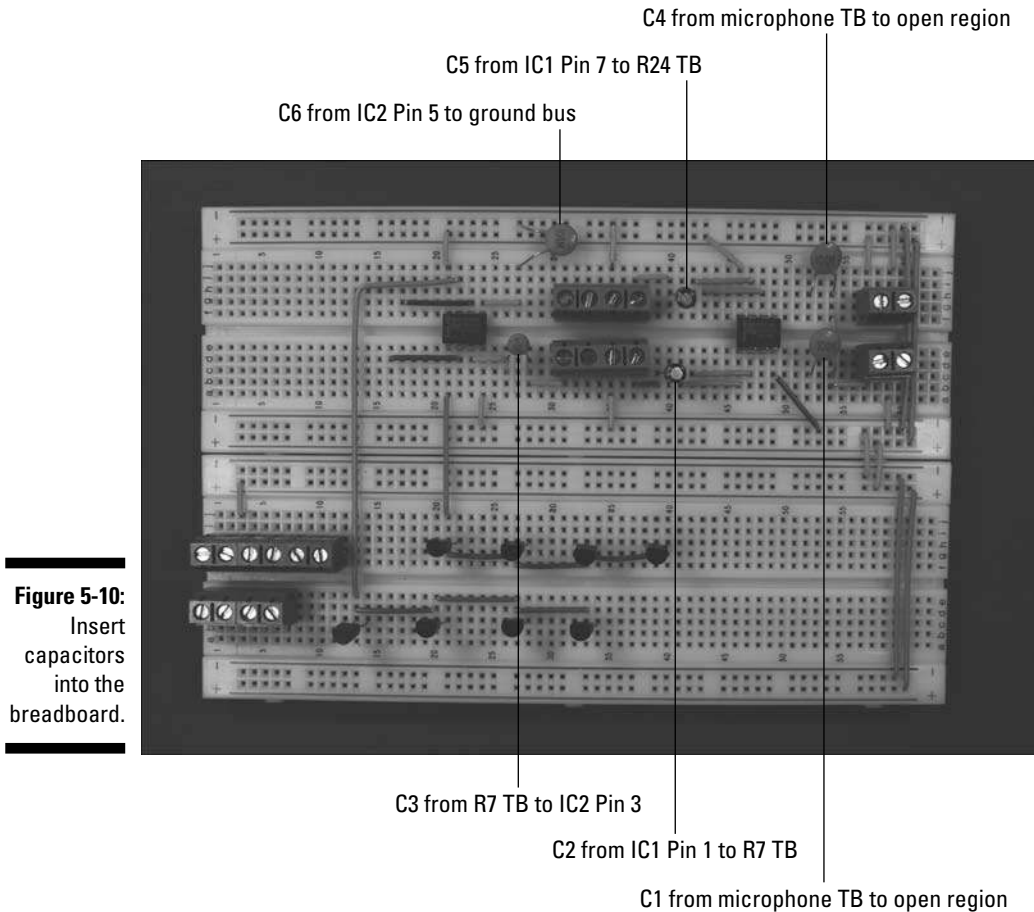 C4 from microphone TB to open region
C5 from IC1 Pin 7 to R24 TB
C6 from IC2 Pin 5 to ground bus
Figure 5-10:
Insert
capacitors
into the
breadboard.
C3 from R7 TB to IC2 Pin 3
C2 from IC1 Pin 1 to R7 TB
C1 from microphone TB to open region